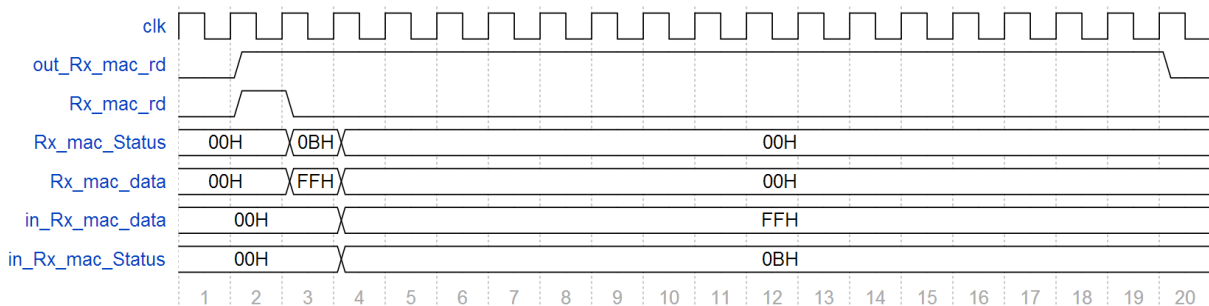 clk
out_Rx_mac_rd
Rx_mac_rd
Rx_mac_Status 00H 0BH 00H
Rx_mac_data 00H FFH 00H
in_Rx_mac_data 00H FFH
in_Rx_mac_Status 00H 0BH
1 2 3 4 5 6 7 8 9 10 11 12 13 14 15 16 17 18 19 20